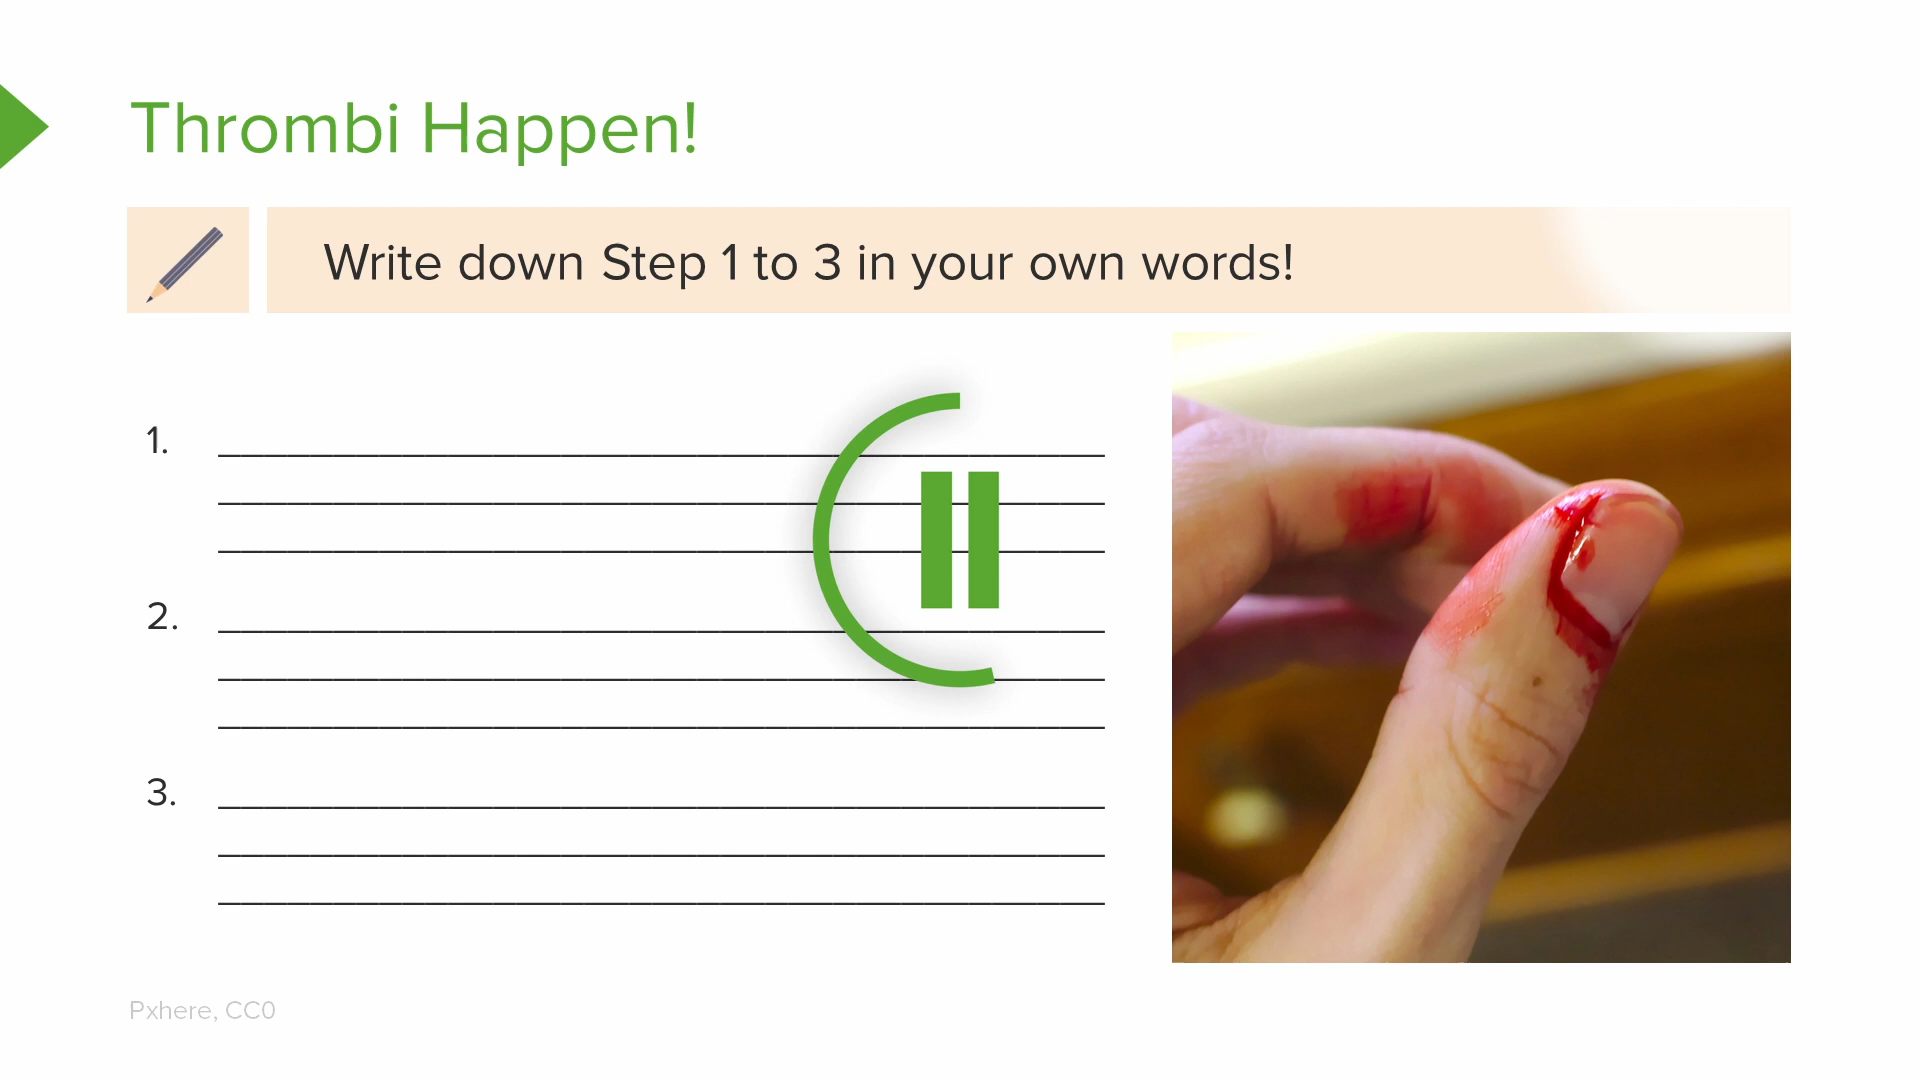 Thrombi Happen!
Write down Step 1 to 3 in your own words!
1.
2.
3.
Pxhere, CC0